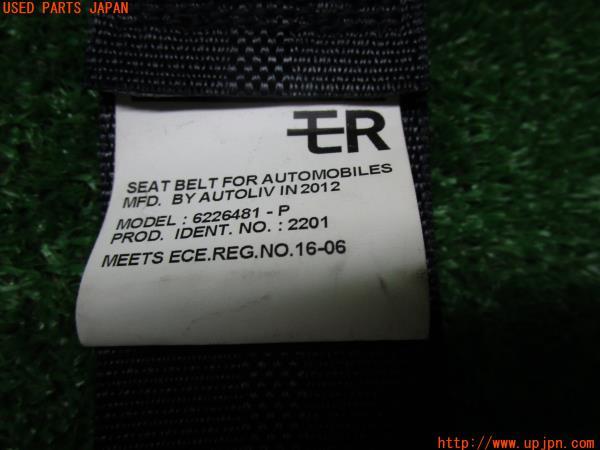 USED PARTS JAPAN
ER
SEAT BELT FOR AUTOMOBILES
MFD. BY AUTOLIV IN 2012
MODEL : 6226481 - P
PROD. IDENT. NO. : 2201
MEETS ECE.REG.NO.16-06
http://www.upjpn.com/